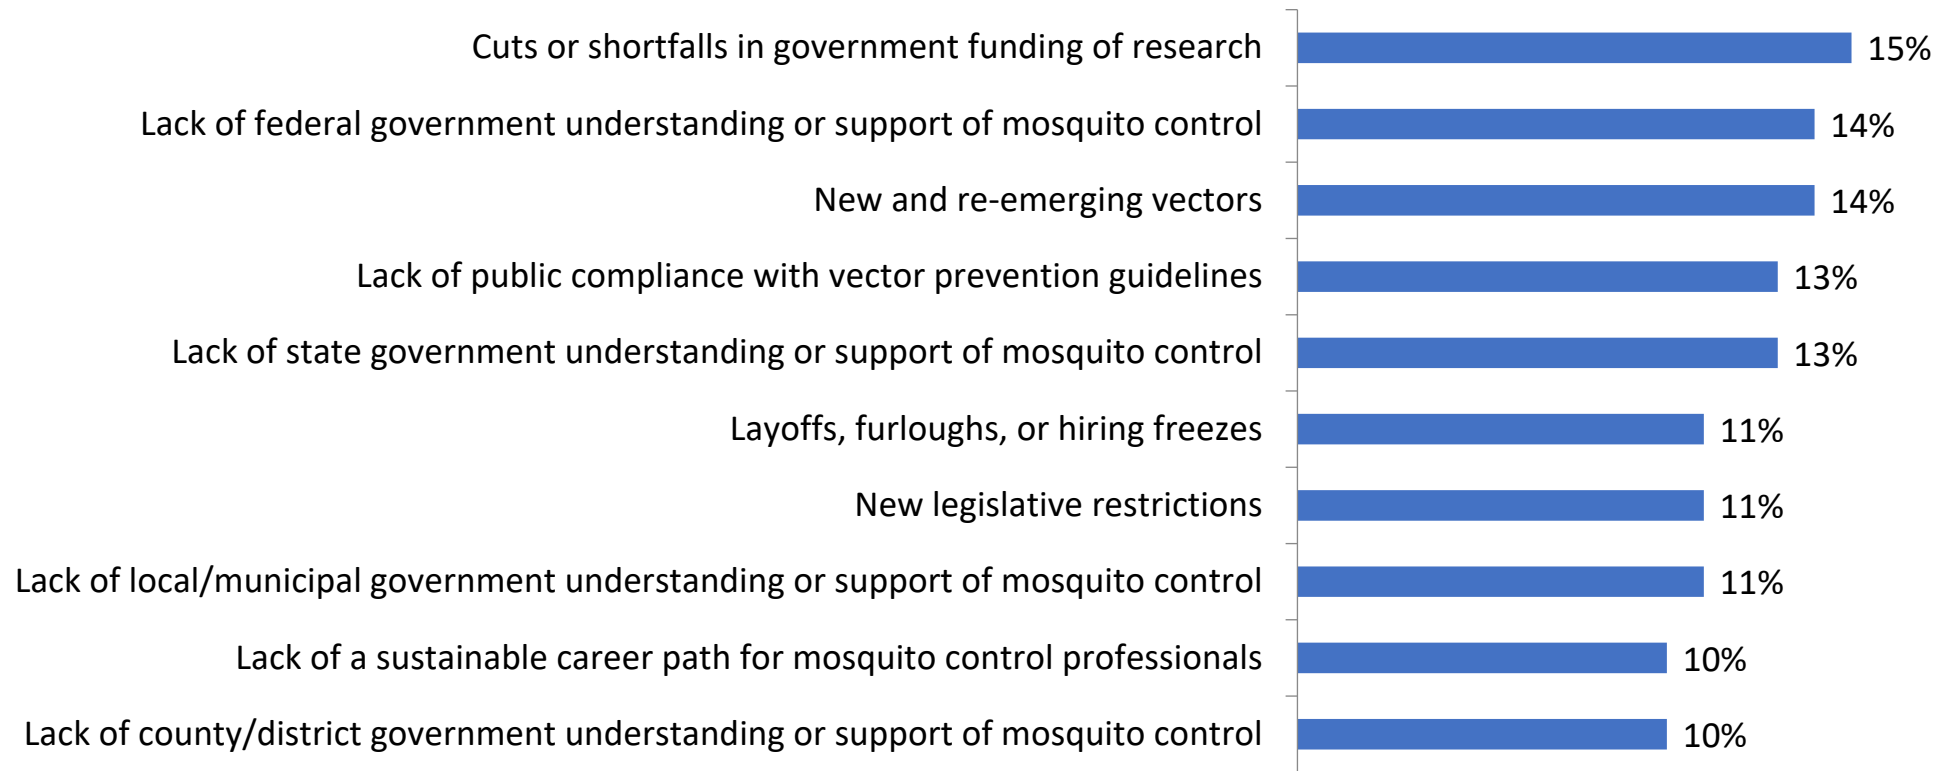 Cuts or shortfalls in government funding of research 15%
Lack of federal government understanding or support of mosquito control 14%
New and re-emerging vectors 14%
Lack of public compliance with vector prevention guidelines 13%
Lack of state government understanding or support of mosquito control 13%
Layoffs, furloughs, or hiring freezes 11%
New legislative restrictions 11%
Lack of local/municipal government understanding or support of mosquito control 11%
Lack of a sustainable career path for mosquito control professionals 10%
Lack of county/district government understanding or support of mosquito control 10%